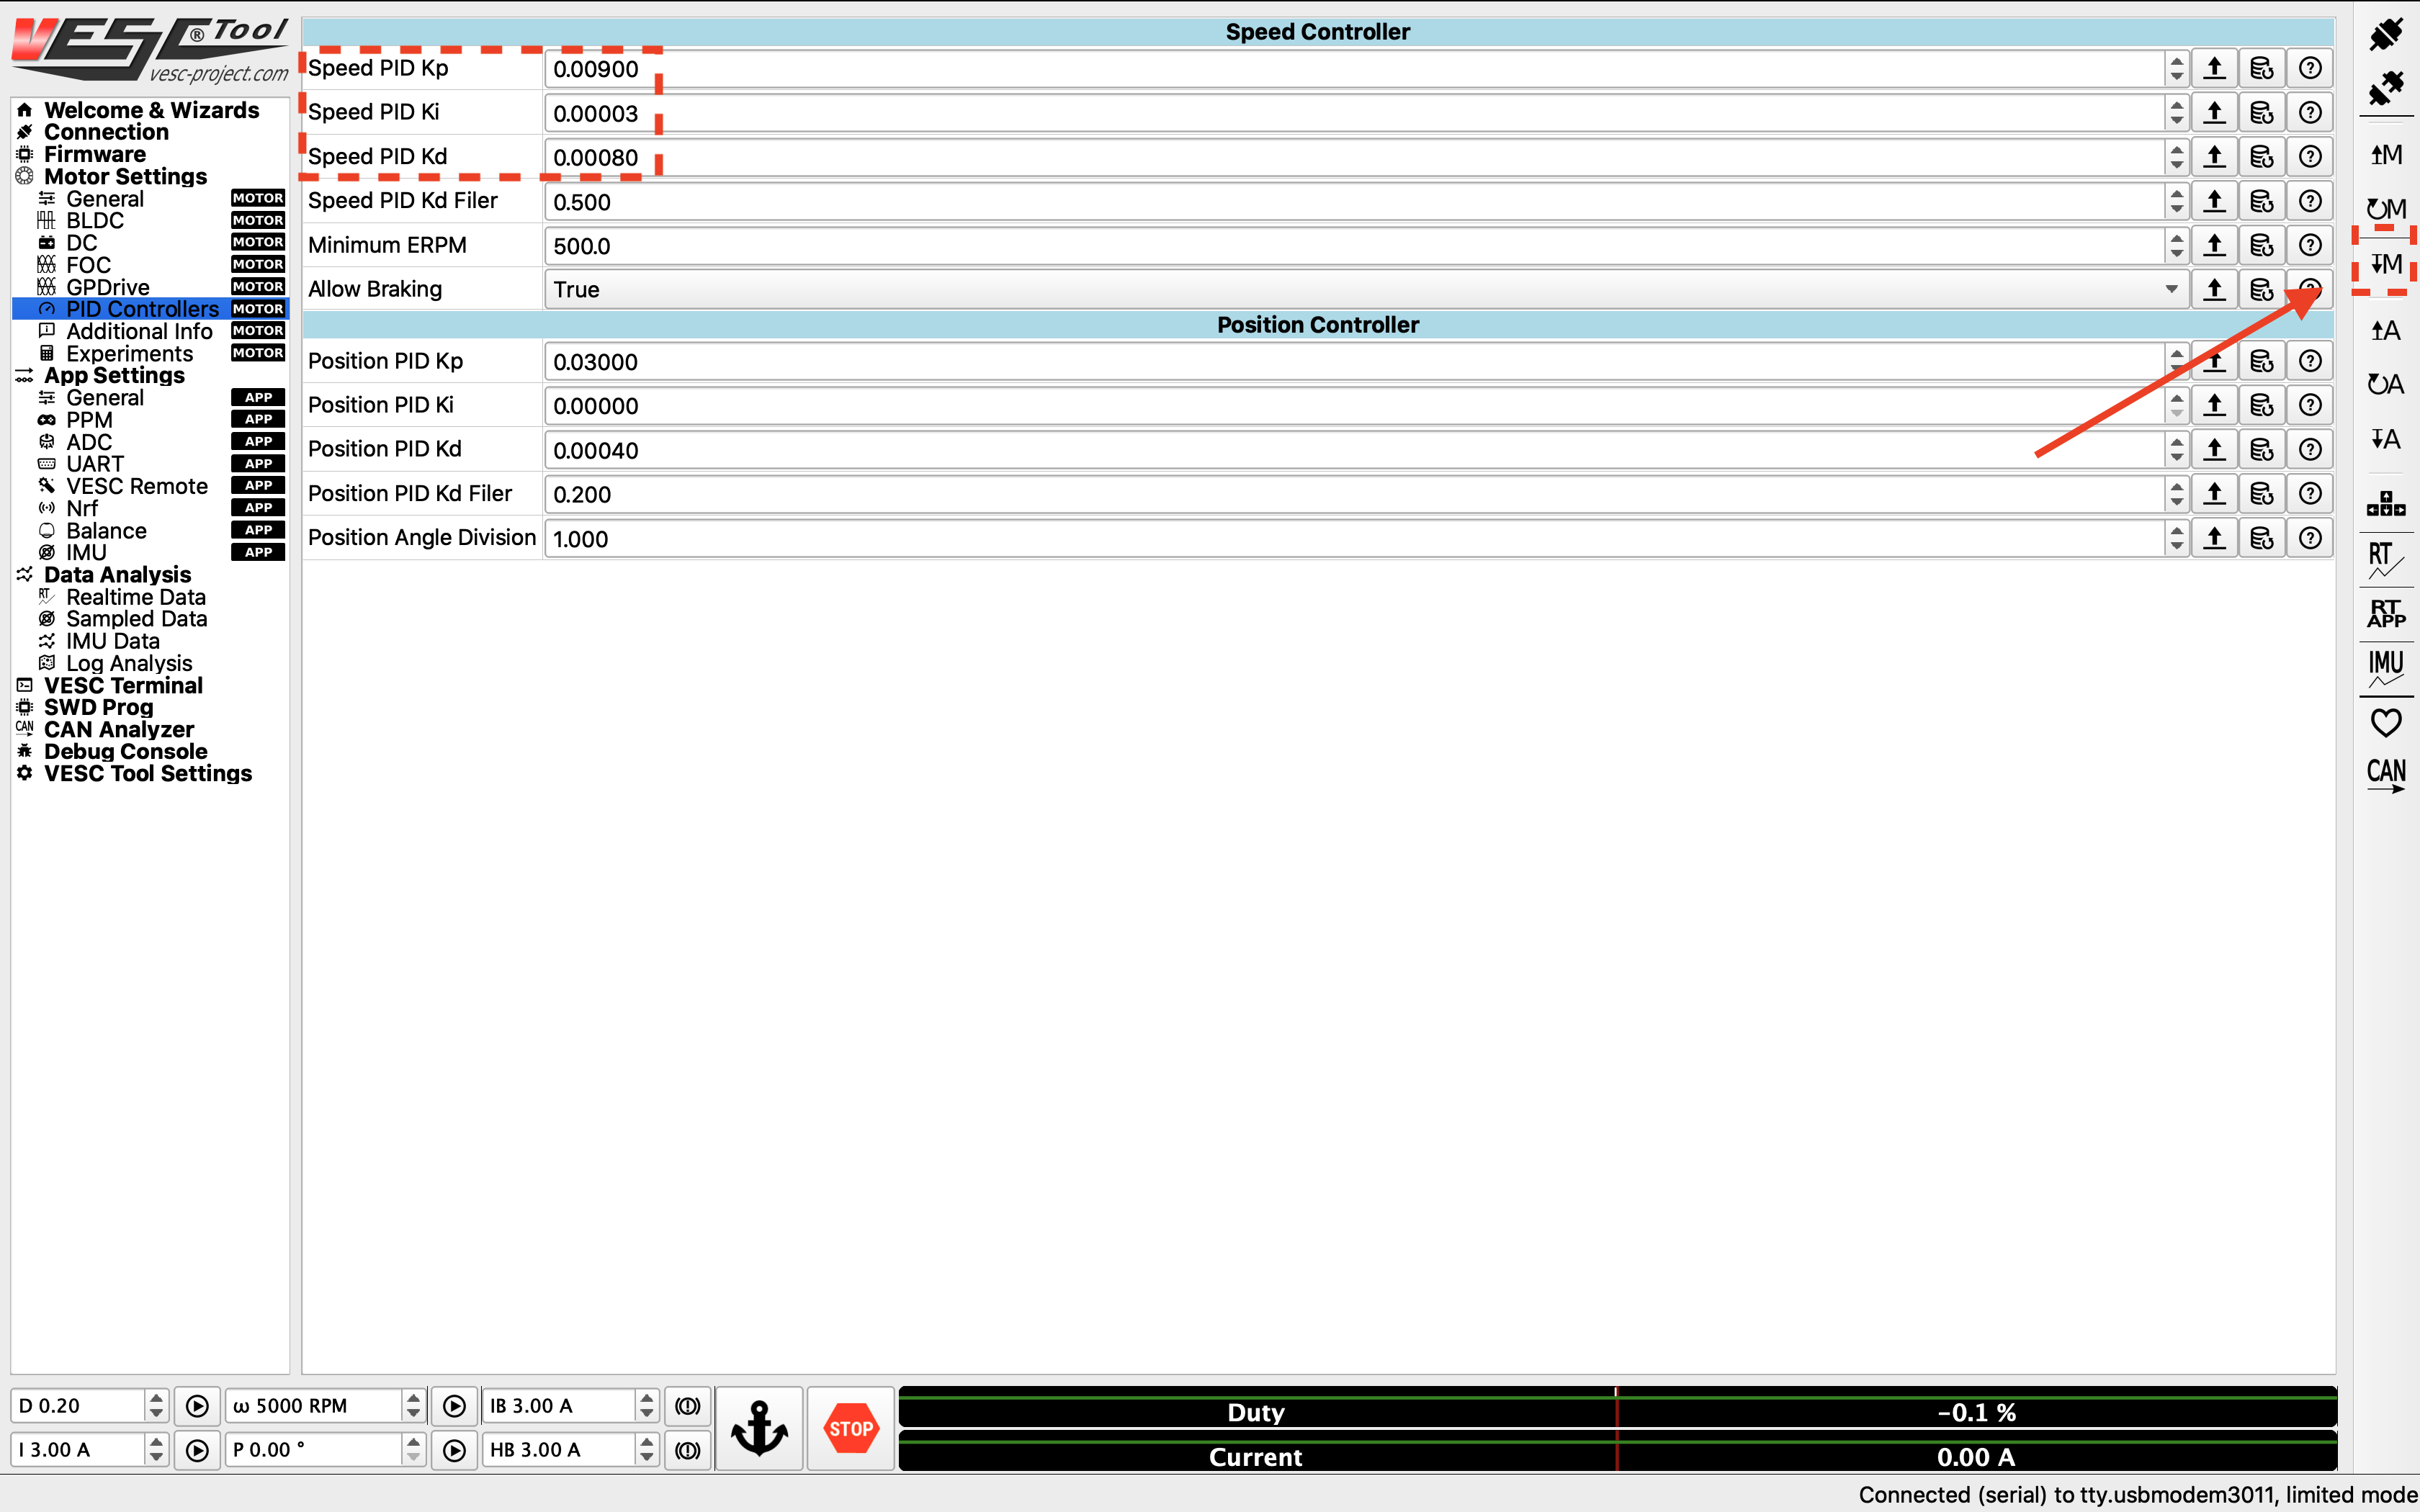 VESC® Tool
vesc-project.com
Welcome & Wizards
Connection
Firmware
Motor Settings
General MOTOR
BLDC MOTOR
DC MOTOR
FOC MOTOR
GPDrive MOTOR
PID Controllers MOTOR
Additional Info MOTOR
Experiments MOTOR
App Settings
General APP
PPM APP
ADC APP
UART APP
VESC Remote APP
Nrf APP
Balance APP
IMU APP
Data Analysis
RT Realtime Data
Sampled Data
IMU Data
Log Analysis
VESC Terminal
SWD Prog
CAN CAN Analyzer
Debug Console
VESC Tool Settings
Speed Controller
Speed PID Kp 0.00900
Speed PID Ki 0.00003
Speed PID Kd 0.00080
Speed PID Kd Filer 0.500
Minimum ERPM 500.0
Allow Braking True
Position Controller
Position PID Kp 0.03000
Position PID Ki 0.00000
Position PID Kd 0.00040
Position PID Kd Filer 0.200
Position Angle Division 1.000
M
M
M
A
A
A
RT
RT
APP
IMU
CAN
D 0.20 ω 5000 RPM IB 3.00 A
I 3.00 A P 0.00 ° HB 3.00 A
STOP
Duty -0.1 %
Current 0.00 A
Connected (serial) to tty.usbmodem3011, limited mode